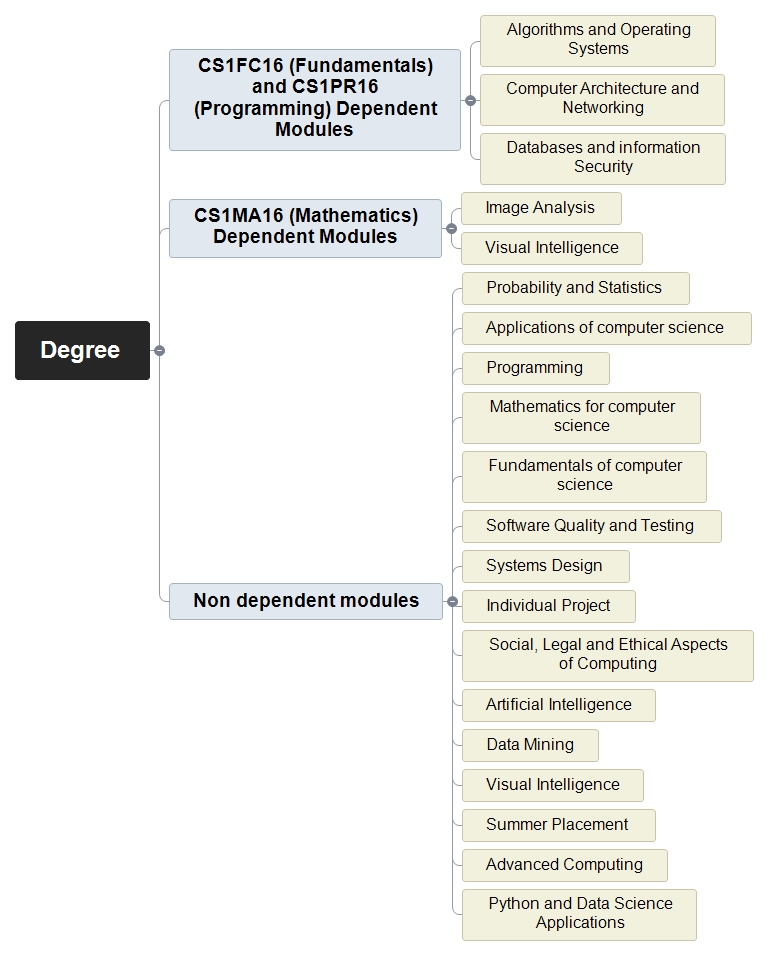 Degree
CS1FC16 (Fundamentals)
and CS1PR16
(Programming) Dependent
Modules
Algorithms and Operating
Systems
Computer Architecture and
Networking
Databases and information
Security
CS1MA16 (Mathematics)
Dependent Modules
Image Analysis
Visual Intelligence
Non dependent modules
Probability and Statistics
Applications of computer science
Programming
Mathematics for computer
science
Fundamentals of computer
science
Software Quality and Testing
Systems Design
Individual Project
Social, Legal and Ethical Aspects
of Computing
Artificial Intelligence
Data Mining
Visual Intelligence
Summer Placement
Advanced Computing
Python and Data Science
Applications